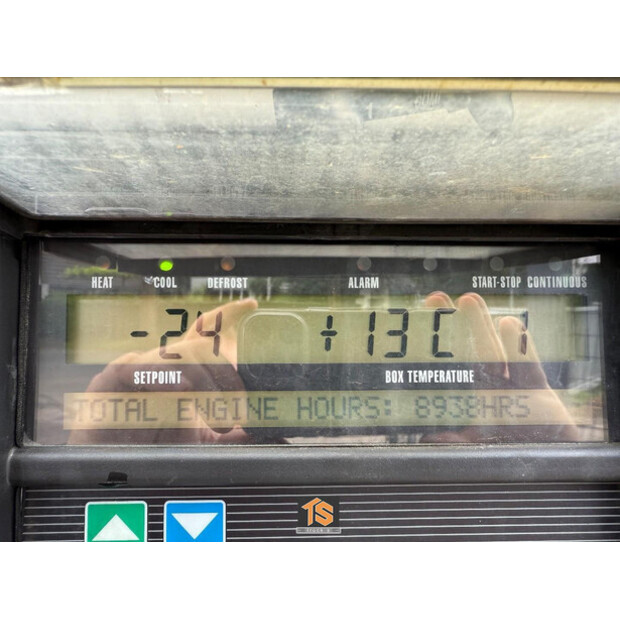 HEAT COOL DEFROST ALARM START-STOP CONTINUOUS
-24 +13C
SETPOINT BOX TEMPERATURE
TOTAL ENGINE HOURS: 8938HRS
TS